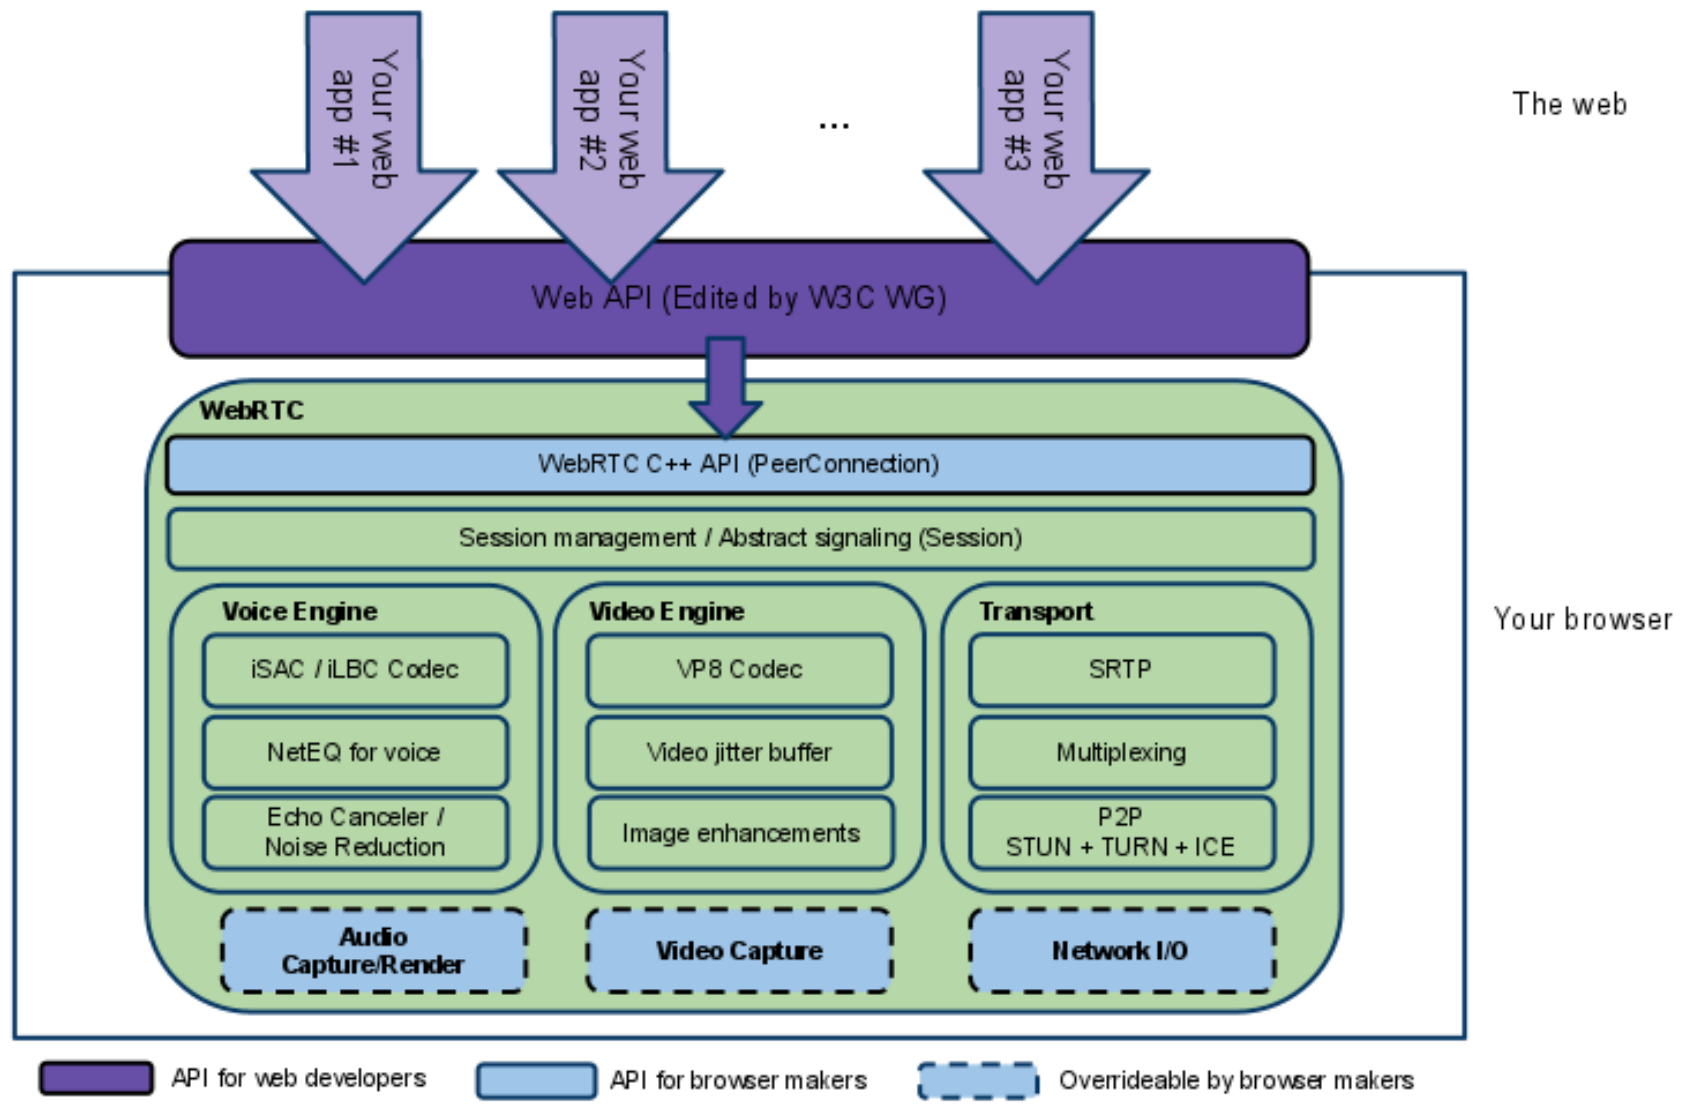 Your web
app #1
Your web
app #2
...
Your web
app #3
The web
Web API (Edited by W3C WG)
WebRTC
WebRTC C++ API (PeerConnection)
Session management / Abstract signaling (Session)
Your browser
Voice Engine
iSAC / iLBC Codec
NetEQ for voice
Echo Canceler /
Noise Reduction
Video Engine
VP8 Codec
Video jitter buffer
Image enhancements
Transport
SRTP
Multiplexing
P2P
STUN + TURN + ICE
Audio
Capture/Render
Video Capture
Network I/O
API for web developers
API for browser makers
Overrideable by browser makers